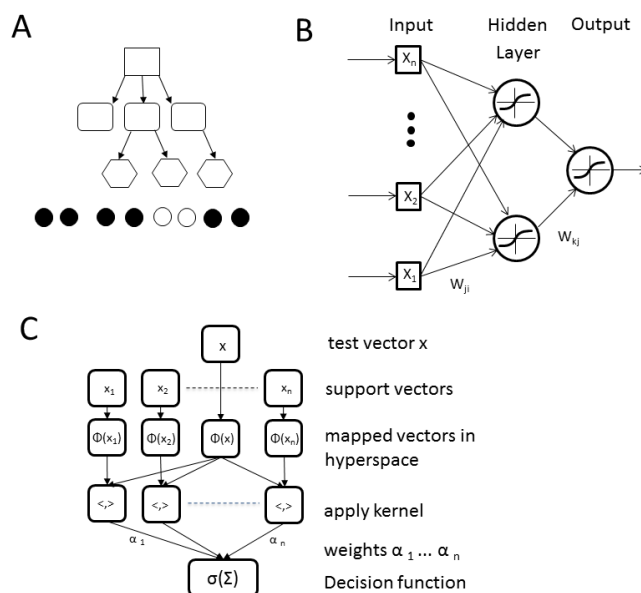 A
B
Input
Hidden
Layer
Output
Xn
X2
X1
Wji
Wkj
C
x
test vector x
x1 x2 xn
support vectors
Φ(x1) Φ(x2) Φ(x) Φ(xn)
mapped vectors in
hyperspace
<,> <,> <,>
apply kernel
α 1 α n
weights α 1 ... α n
σ(Σ)
Decision function